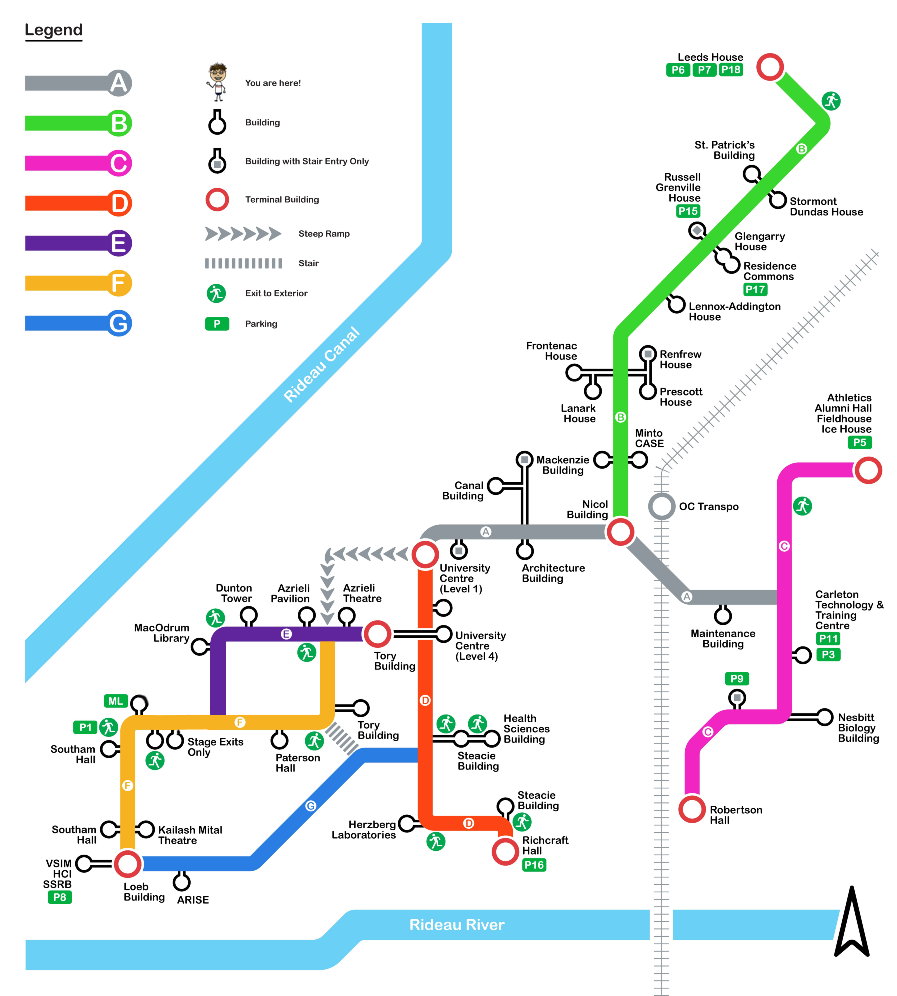 Legend
A
B
C
D
E
F
G
You are here!
Building
Building with Stair Entry Only
Terminal Building
Steep Ramp
Stair
Exit to Exterior
P
Parking
Rideau Canal
Leeds House
P6 P7 P18
B
St. Patrick's
Building
Stormont
Dundas House
Russell
Grenville
House
P15
Glengarry
House
Residence
Commons
P17
Lennox-Addington
House
Frontenac
House
Renfrew
House
Lanark
House
Prescott
House
B
Minto
CASE
Mackenzie
Building
Canal
Building
Nicol
Building
OC Transpo
Athletics
Alumni Hall
Fieldhouse
Ice House
P5
C
A
University
Centre
(Level 1)
Architecture
Building
A
Maintenance
Building
Carleton
Technology &
Training
Centre
P11
P3
P9
Nesbitt
Biology
Building
C
Robertson
Hall
Dunton
Tower
Azrieli
Pavilion
Azrieli
Theatre
MacOdrum
Library
E
Tory
Building
University
Centre
(Level 4)
ML
P1
F
Southam
Hall
Stage Exits
Only
Paterson
Hall
Tory
Building
D
Health
Sciences
Building
Steacie
Building
F
G
Southam
Hall
Kailash Mital
Theatre
VSIM
HCI
SSRB
P8
Loeb
Building
ARISE
Herzberg
Laboratories
D
Steacie
Building
Richcraft
Hall
P16
Rideau River